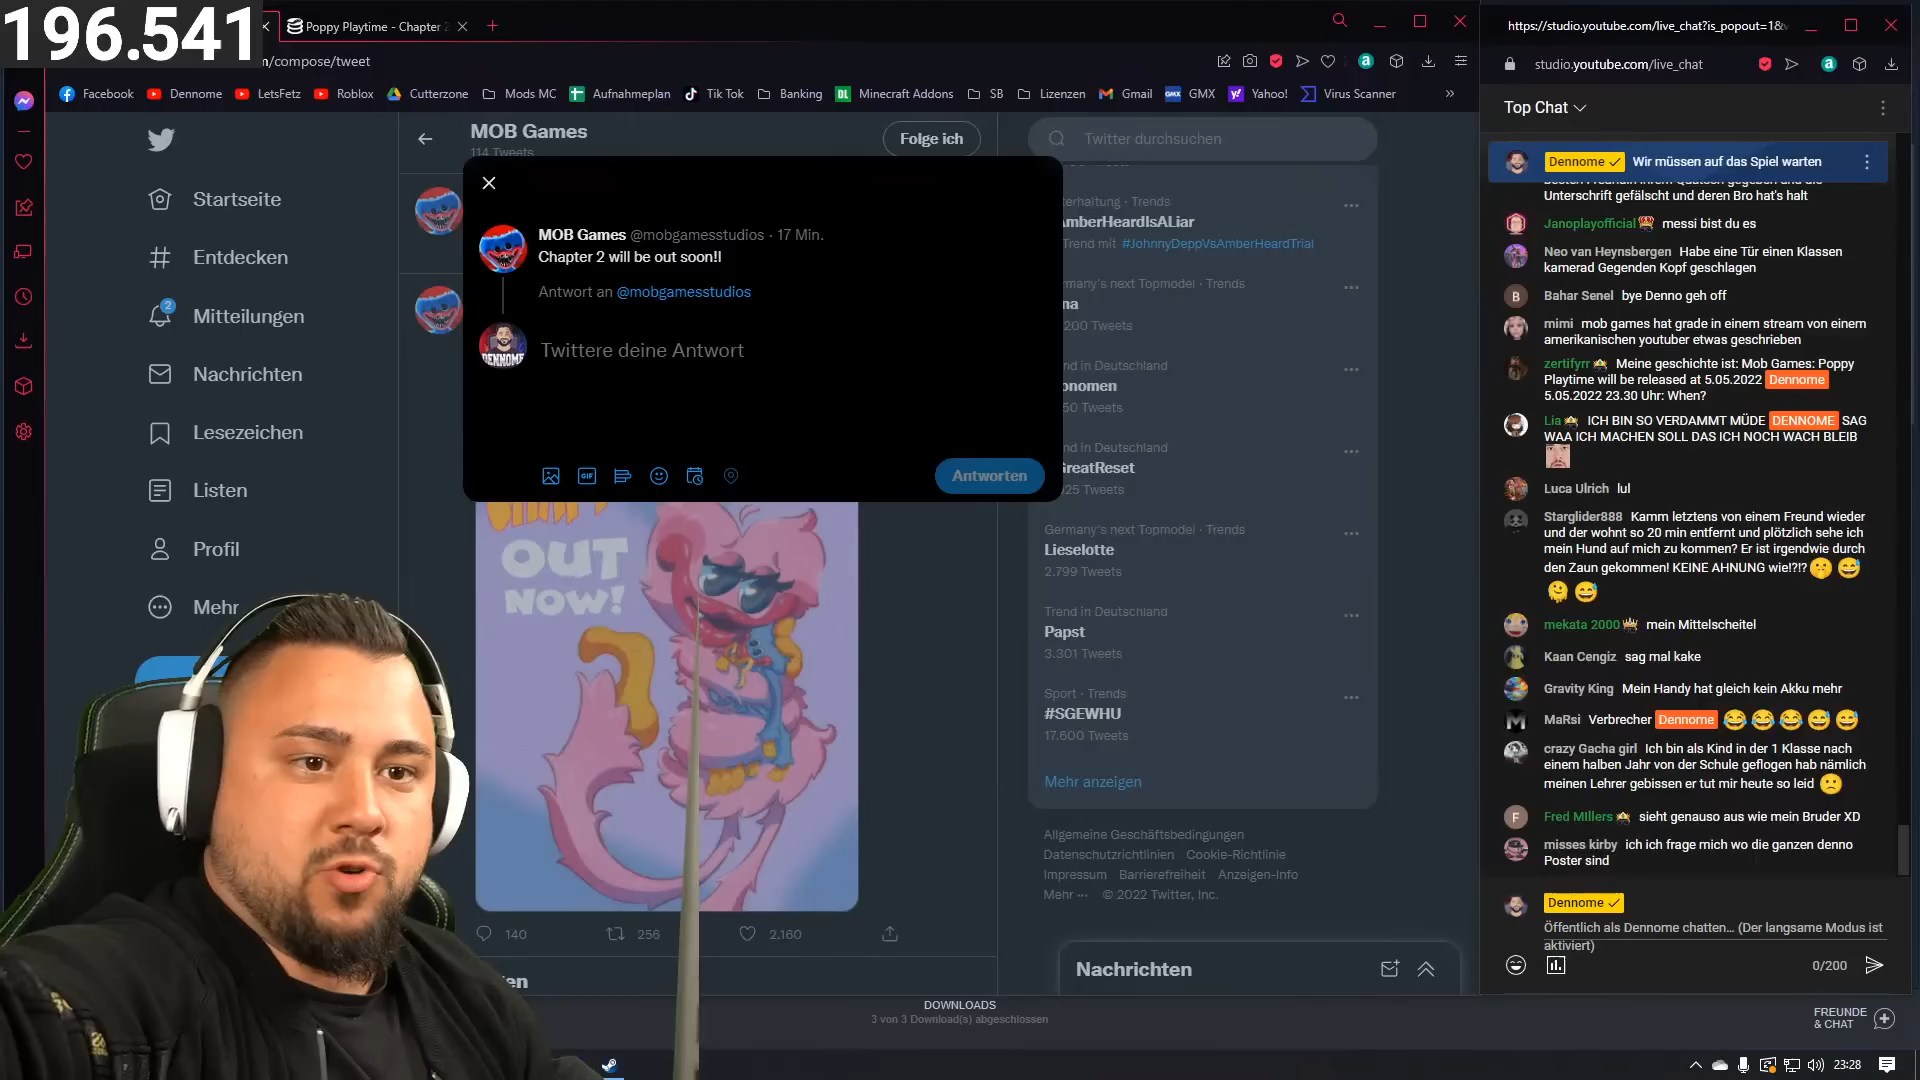 196.541
Poppy Playtime - Chapter 2
https://studio.youtube.com/live_chat?is_popout=1&
m/compose/tweet
studio.youtube.com/live_chat
Facebook
Dennome
LetsFetz
Roblox
Cutterzone
Mods MC
Aufnahmeplan
Tik Tok
Banking
Minecraft Addons
SB
Lizenzen
Gmail
GMX
Yahoo!
Virus Scanner
Top Chat
MOB Games
114 Tweets
Folge ich
Twitter durchsuchen
Startseite
Entdecken
2
Mitteilungen
Nachrichten
Lesezeichen
Listen
Profil
Mehr
MOB Games @mobgamesstudios · 17 Min.
Chapter 2 will be out soon!!
Antwort an @mobgamesstudios
DENNOME
Twittere deine Antwort
GIF
Antworten
OUT
NOW!
140
256
2,160
terhaltung · Trends
AmberHeardIsALiar
Trend mit #JohnnyDeppVsAmberHeardTrial
rmany's next Topmodel · Trends
na
200 Tweets
nd in Deutschland
onomen
50 Tweets
nd in Deutschland
GreatReset
025 Tweets
Germany's next Topmodel · Trends
Lieselotte
2.799 Tweets
Trend in Deutschland
Papst
3.301 Tweets
Sport · Trends
#SGEWHU
17.600 Tweets
Mehr anzeigen
Allgemeine Geschäftsbedingungen
Datenschutzrichtlinien Cookie-Richtlinie
Impressum Barrierefreiheit Anzeigen-Info
Mehr ··· © 2022 Twitter, Inc.
Nachrichten
DOWNLOADS
3 von 3 Download(s) abgeschlossen
Dennome Wir müssen auf das Spiel warten
besten Freundin ihrem Quatsch gegeben und die
Unterschrift gefälscht und deren Bro hat's halt
Janoplayofficial messi bist du es
Neo van Heynsbergen Habe eine Tür einen Klassen
kamerad Gegenden Kopf geschlagen
B
Bahar Senel bye Denno geh off
mimi mob games hat grade in einem stream von einem
amerikanischen youtuber etwas geschrieben
zertifyrr Meine geschichte ist: Mob Games: Poppy
Playtime will be released at 5.05.2022 Dennome
5.05.2022 23.30 Uhr: When?
Lia ICH BIN SO VERDAMMT MÜDE DENNOME SAG
WAA ICH MACHEN SOLL DAS ICH NOCH WACH BLEIB
Luca Ulrich lul
Starglider888 Kamm letztens von einem Freund wieder
und der wohnt so 20 min entfernt und plötzlich sehe ich
mein Hund auf mich zu kommen? Er ist irgendwie durch
den Zaun gekommen! KEINE AHNUNG wie!?!?
mekata 2000 mein Mittelscheitel
Kaan Cengiz sag mal kake
Gravity King Mein Handy hat gleich kein Akku mehr
MaRsi Verbrecher Dennome
crazy Gacha girl Ich bin als Kind in der 1 Klasse nach
einem halben Jahr von der Schule geflogen hab nämlich
meinen Lehrer gebissen er tut mir heute so leid
F
Fred MIllers sieht genauso aus wie mein Bruder XD
misses kirby ich ich frage mich wo die ganzen denno
Poster sind
Dennome
Öffentlich als Dennome chatten... (Der langsame Modus ist
aktiviert)
0/200
FREUNDE
& CHAT
23:28